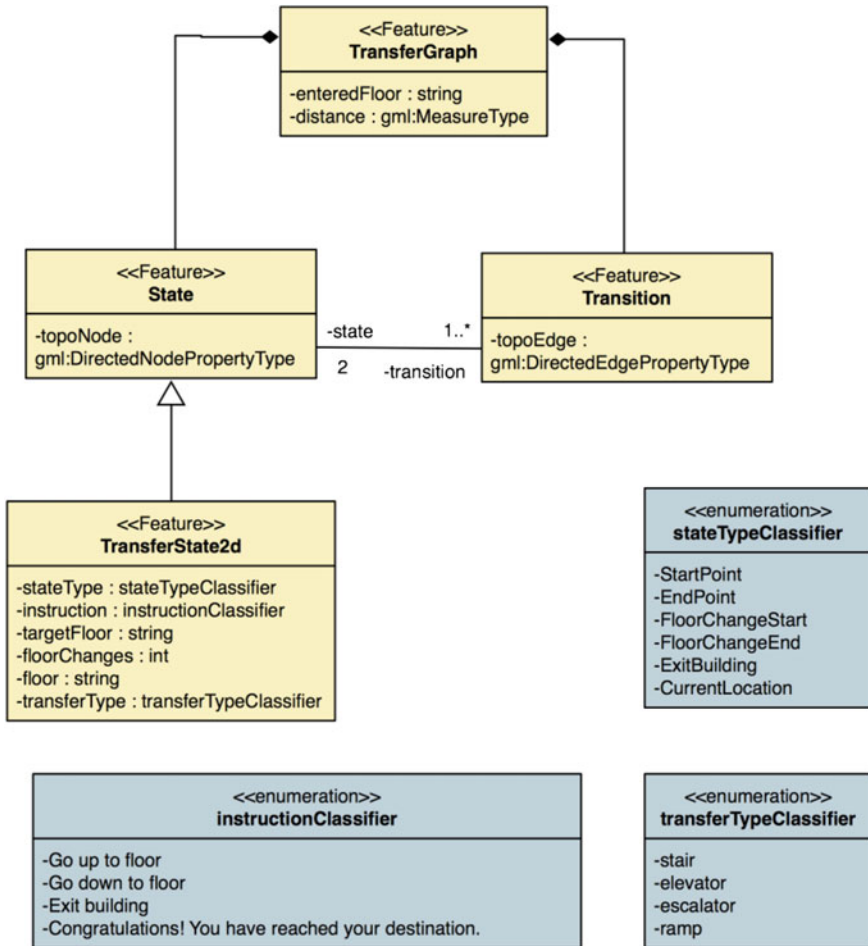 <<Feature>>
TransferGraph
-enteredFloor : string
-distance : gml:MeasureType
<<Feature>>
State
-topoNode :
gml:DirectedNodePropertyType
-state
1..*
2
-transition
<<Feature>>
Transition
-topoEdge :
gml:DirectedEdgePropertyType
<<Feature>>
TransferState2d
-stateType : stateTypeClassifier
-instruction : instructionClassifier
-targetFloor : string
-floorChanges : int
-floor : string
-transferType : transferTypeClassifier
<<enumeration>>
stateTypeClassifier
-StartPoint
-EndPoint
-FloorChangeStart
-FloorChangeEnd
-ExitBuilding
-CurrentLocation
<<enumeration>>
instructionClassifier
-Go up to floor
-Go down to floor
-Exit building
-Congratulations! You have reached your destination.
<<enumeration>>
transferTypeClassifier
-stair
-elevator
-escalator
-ramp